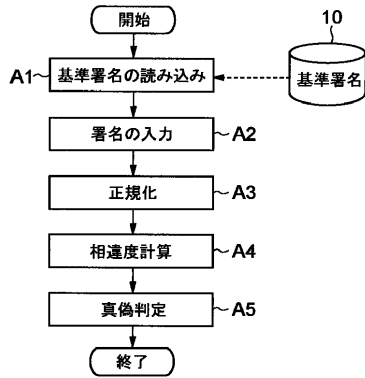 開始
10
A1 基準署名の読み込み
基準署名
署名の入力 A2
正規化 A3
相違度計算 A4
真偽判定 A5
終了